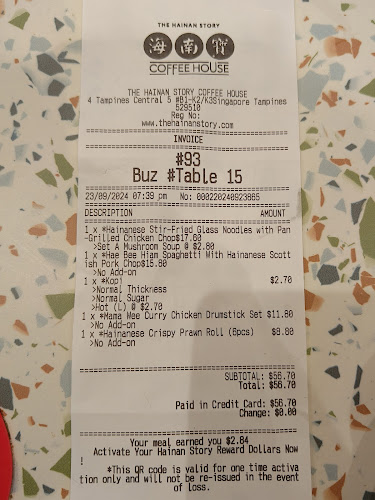 THE HAINAN STORY
海南寶
COFFEE HOUSE
THE HAINAN STORY COFFEE HOUSE
4 Tampines Central 5 #B1-K2/K3Singapore Tampines
529510
Reg No:
www.thehainanstory.com
INVOICE
#93
Buz #Table 15
23/09/2024 07:39 pm No: 000220240923865
DESCRIPTION AMOUNT
1 x *Hainanese Stir-Fried Glass Noodles with Pan
-Grilled Chicken Chop$17.60
>Set A Mushroom Soup @ $2.80
1 x *Hae Bee Hiam Spaghetti With Hainanese Scott
ish Pork Chop$15.80
>No Add-on
1 x *Kopi $2.70
>Normal Thickness
>Normal Sugar
>Hot (L) @ $2.70
1 x *Mama Wee Curry Chicken Drumstick Set $11.80
>No Add-on
1 x *Hainanese Crispy Prawn Roll (6pcs) $8.80
>No Add-on
SUBTOTAL: $56.70
Total: $56.70
Paid in Credit Card: $56.70
Change: $0.00
Your meal earned you $2.84
Activate Your Hainan Story Reward Dollars Now
!
*This QR code is valid for one time activa
tion only and will not be re-issued in the event
of loss.